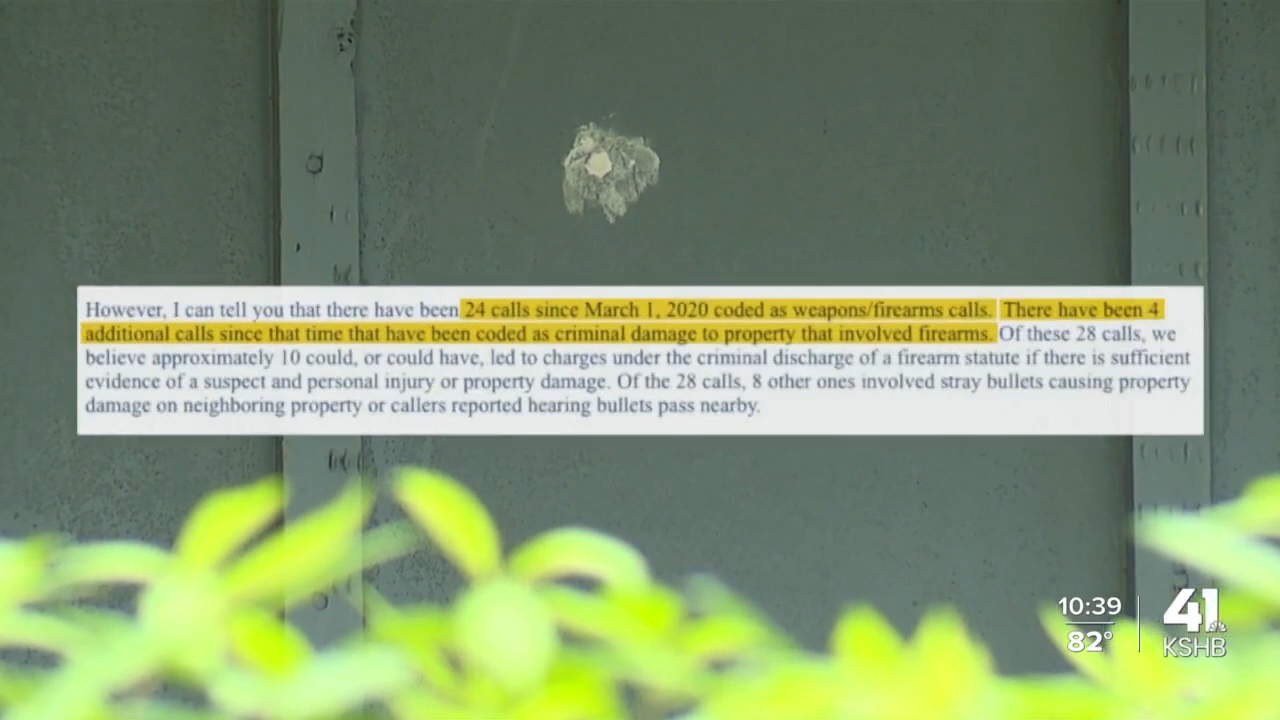 However, I can tell you that there have been 24 calls since March 1, 2020 coded as weapons/firearms calls. There have been 4
additional calls since that time that have been coded as criminal damage to property that involved firearms. Of these 28 calls, we
believe approximately 10 could, or could have, led to charges under the criminal discharge of a firearm statute if there is sufficient
evidence of a suspect and personal injury or property damage. Of the 28 calls, 8 other ones involved stray bullets causing property
damage on neighboring property or callers reported hearing bullets pass nearby.
10:39
82°
41
KSHB